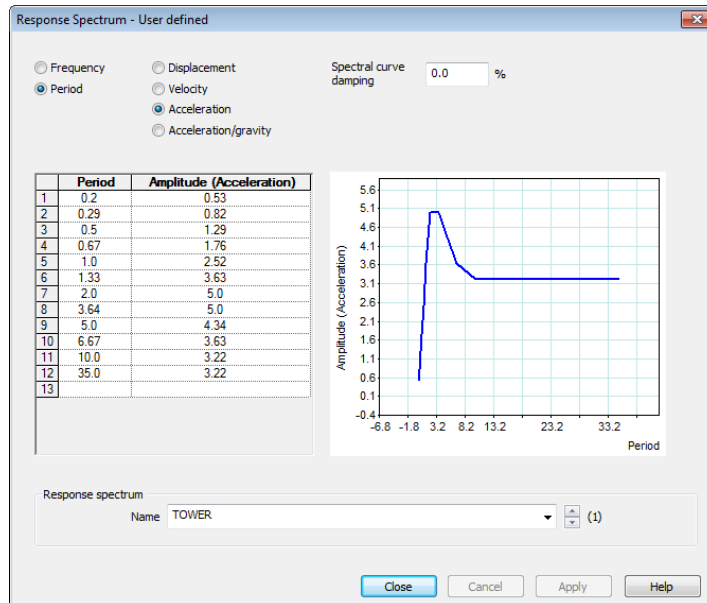 Response Spectrum - User defined
Frequency
Period
Displacement
Velocity
Acceleration
Acceleration/gravity
Spectral curve
damping
0.0 %
Period Amplitude (Acceleration)
1 0.2 0.53
2 0.29 0.82
3 0.5 1.29
4 0.67 1.76
5 1.0 2.52
6 1.33 3.63
7 2.0 5.0
8 3.64 5.0
9 5.0 4.34
10 6.67 3.63
11 10.0 3.22
12 35.0 3.22
13
Amplitude (Acceleration)
5.6
5.1
4.6
4.1
3.6
3.1
2.6
2.1
1.6
1.1
0.6
0.1
-0.4
-6.8 -1.8 3.2 8.2 13.2 23.2 33.2
Period
Response spectrum
Name TOWER (1)
Close Cancel Apply Help